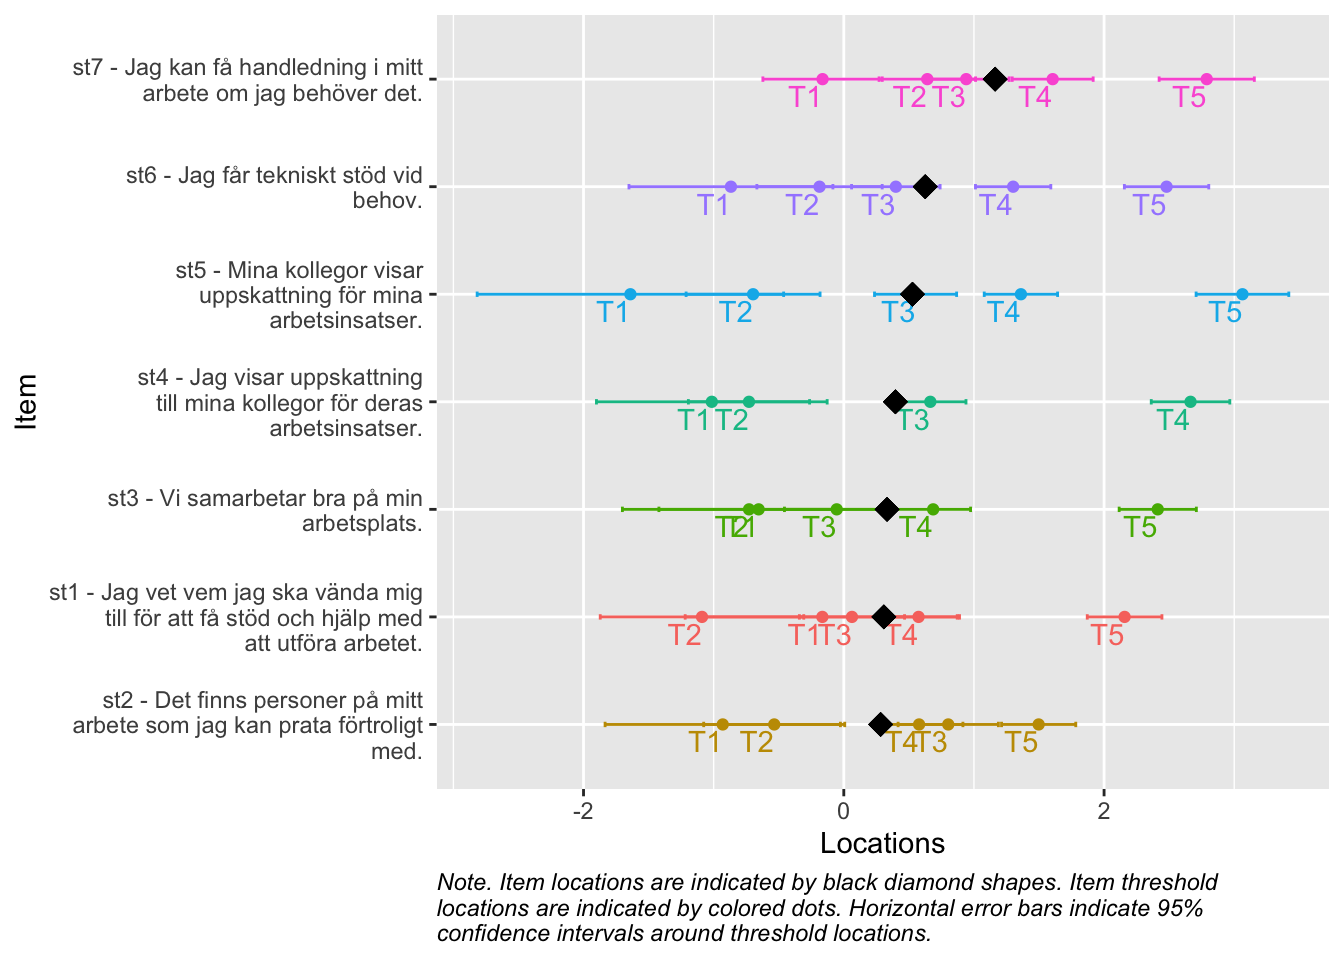 st7 - Jag kan få handledning i mitt
arbete om jag behöver det.
T1 T2 T3 T4 T5
st6 - Jag får tekniskt stöd vid
behov.
T1 T2 T3 T4 T5
st5 - Mina kollegor visar
uppskattning för mina
arbetsinsatser.
T1 T2 T3 T4 T5
st4 - Jag visar uppskattning
till mina kollegor för deras
arbetsinsatser.
T1 T2 T3 T4
st3 - Vi samarbetar bra på min
arbetsplats.
T2 T1 T3 T4 T5
st1 - Jag vet vem jag ska vända mig
till för att få stöd och hjälp med
att utföra arbetet.
T2 T1 T3 T4 T5
st2 - Det finns personer på mitt
arbete som jag kan prata förtroligt
med.
T1 T2 T4 T3 T5
Item
-2 0 2
Locations
Note. Item locations are indicated by black diamond shapes. Item threshold
locations are indicated by colored dots. Horizontal error bars indicate 95%
confidence intervals around threshold locations.